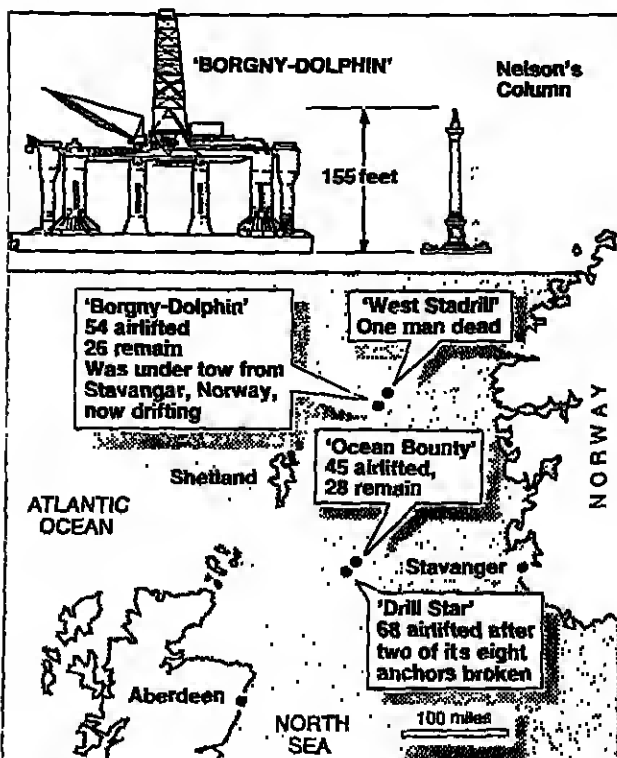 'BORGNY-DOLPHIN'
Nelson's
Column
155 feet
'Borgny-Dolphin'
54 airlifted
26 remain
Was under tow from
Stavangar, Norway,
now drifting
'West Stadrill'
One man dead
'Ocean Bounty'
45 airlifted,
28 remain
Shetland
NORWAY
ATLANTIC
OCEAN
Stavanger
'Drill Star'
68 airlifted after
two of its eight
anchors broken
Aberdeen
NORTH
SEA
100 miles